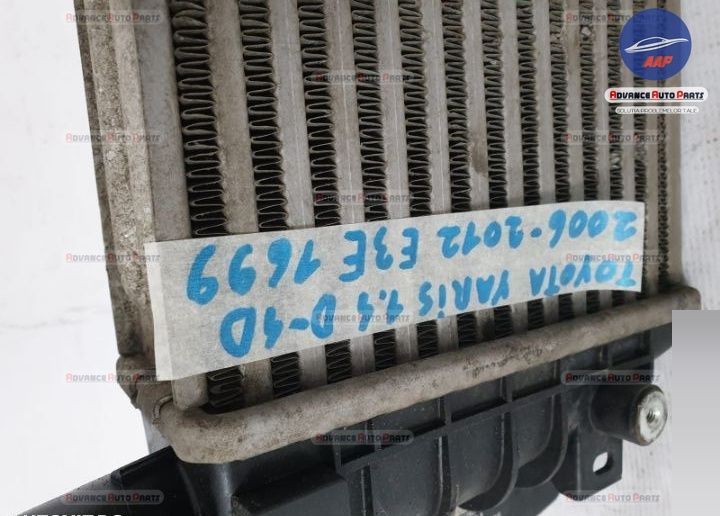 AAP
ADVANCE AUTO PARTS
SOLUTIA PROBLEMELOR TALE
TOYOTA YARiS 1.4 D-4D
2006-2012 E3E 1699